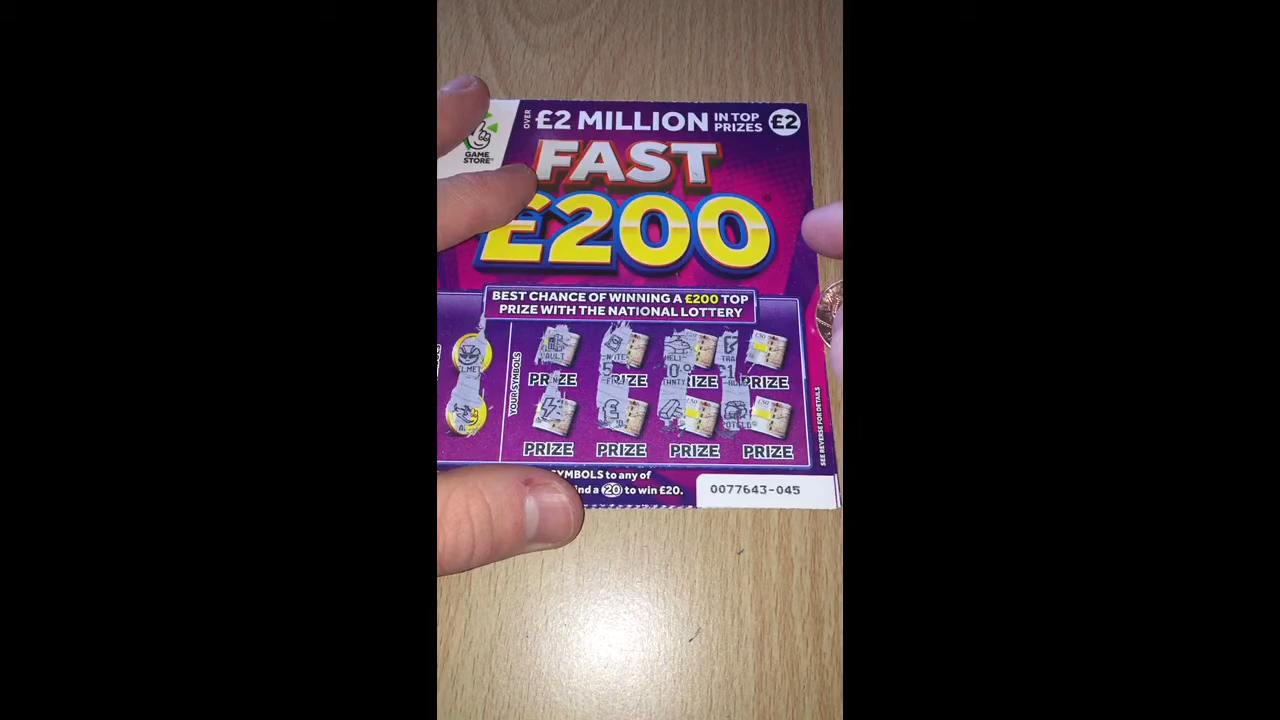 OVER £2 MILLION IN TOP PRIZES £2
GAME STORE
FAST
£200
BEST CHANCE OF WINNING A £200 TOP
PRIZE WITH THE NATIONAL LOTTERY
YOUR SYMBOLS
PRIZE PRIZE PRIZE PRIZE
PRIZE PRIZE PRIZE PRIZE
SEE REVERSE FOR DETAILS
SYMBOLS to any of
find a 20 to win £20.
0077643-045